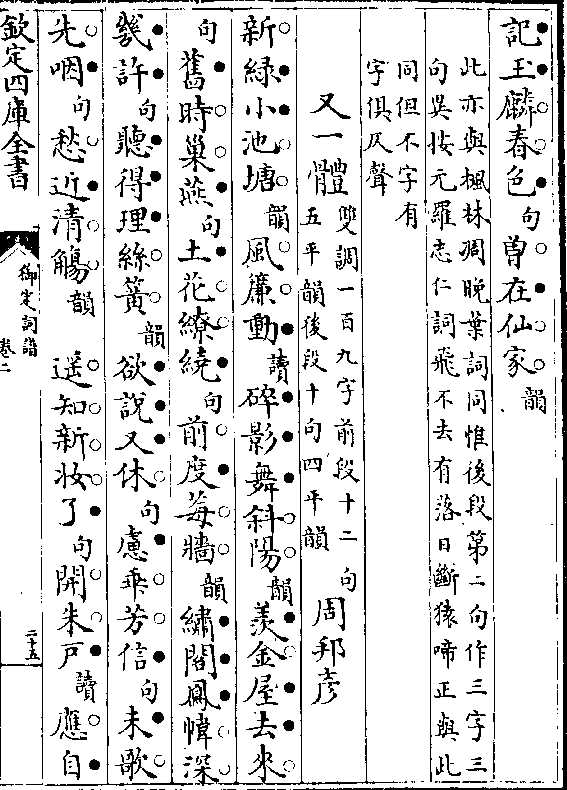 記玉麟春色句曾在仙家韻
此亦與楓林凋晚葉詞同惟後段第二句作三字三
句異按元羅志仁詞飛不去有落日斷猿啼正與此
同但不字有
字俱仄聲
又一體雙調一百九字前段十二句
五平韻後段十句四平韻周邦彥
新綠小池塘韻風簾動讀碎影舞斜陽韻羨金屋去來
句舊時巢燕句土花繚繞句前度莓牆韻繡閣鳳幃深
幾許句聽得理絲簧韻欲說又休句慮乖芳信句未歌
先咽句愁近清觴韻 遥知新妝了句開朱戶讀應自
欽定四庫全書
御定詞譜
卷二
二十五